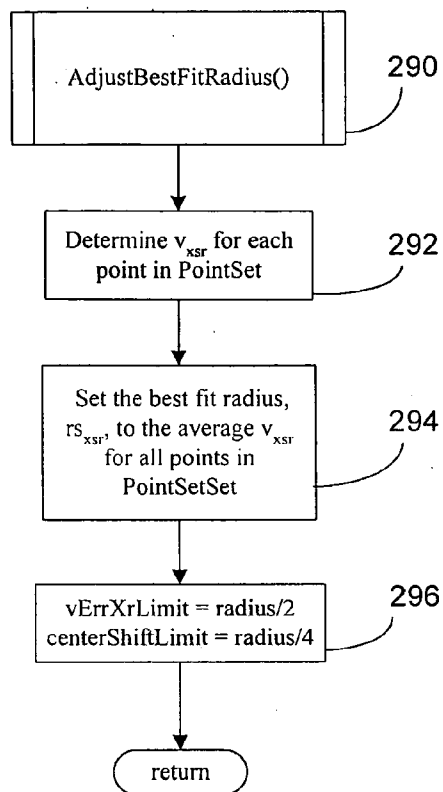 AdjustBestFitRadius()
290
Determine v_xsr for each
point in PointSet
292
Set the best fit radius,
rs_xsr, to the average v_xsr
for all points in
PointSetSet
294
vErrXrLimit = radius/2
centerShiftLimit = radius/4
296
return